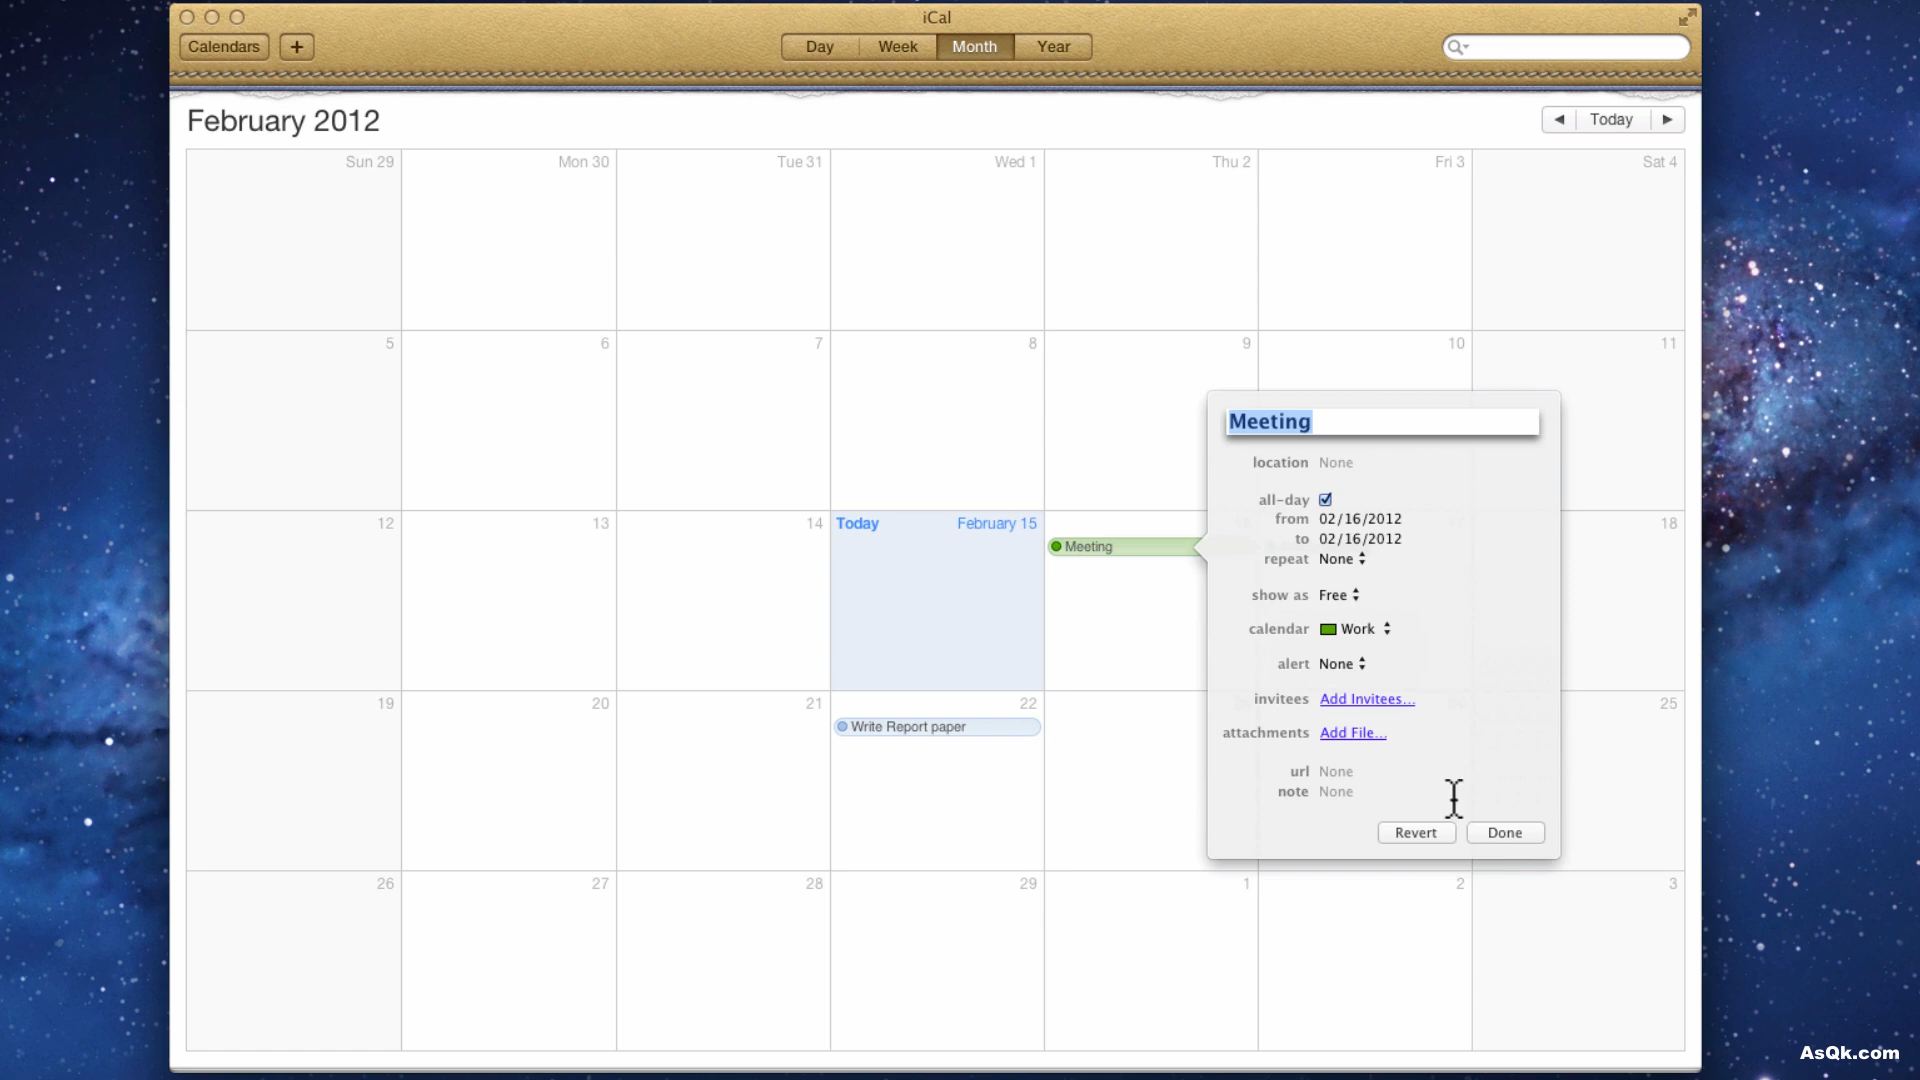 iCal
Calendars + Day Week Month Year
February 2012
Today
Sun 29 Mon 30 Tue 31 Wed 1 Thu 2 Fri 3 Sat 4
5 6 7 8 9 10 11
12 13 14 Today February 15 18
Meeting
19 20 21 22 25
Write Report paper
26 27 28 29 1 2 3
Meeting
location None
all-day
from 02/16/2012
to 02/16/2012
repeat None
show as Free
calendar Work
alert None
invitees Add Invitees...
attachments Add File...
url None
note None
Revert Done
AsQk.com